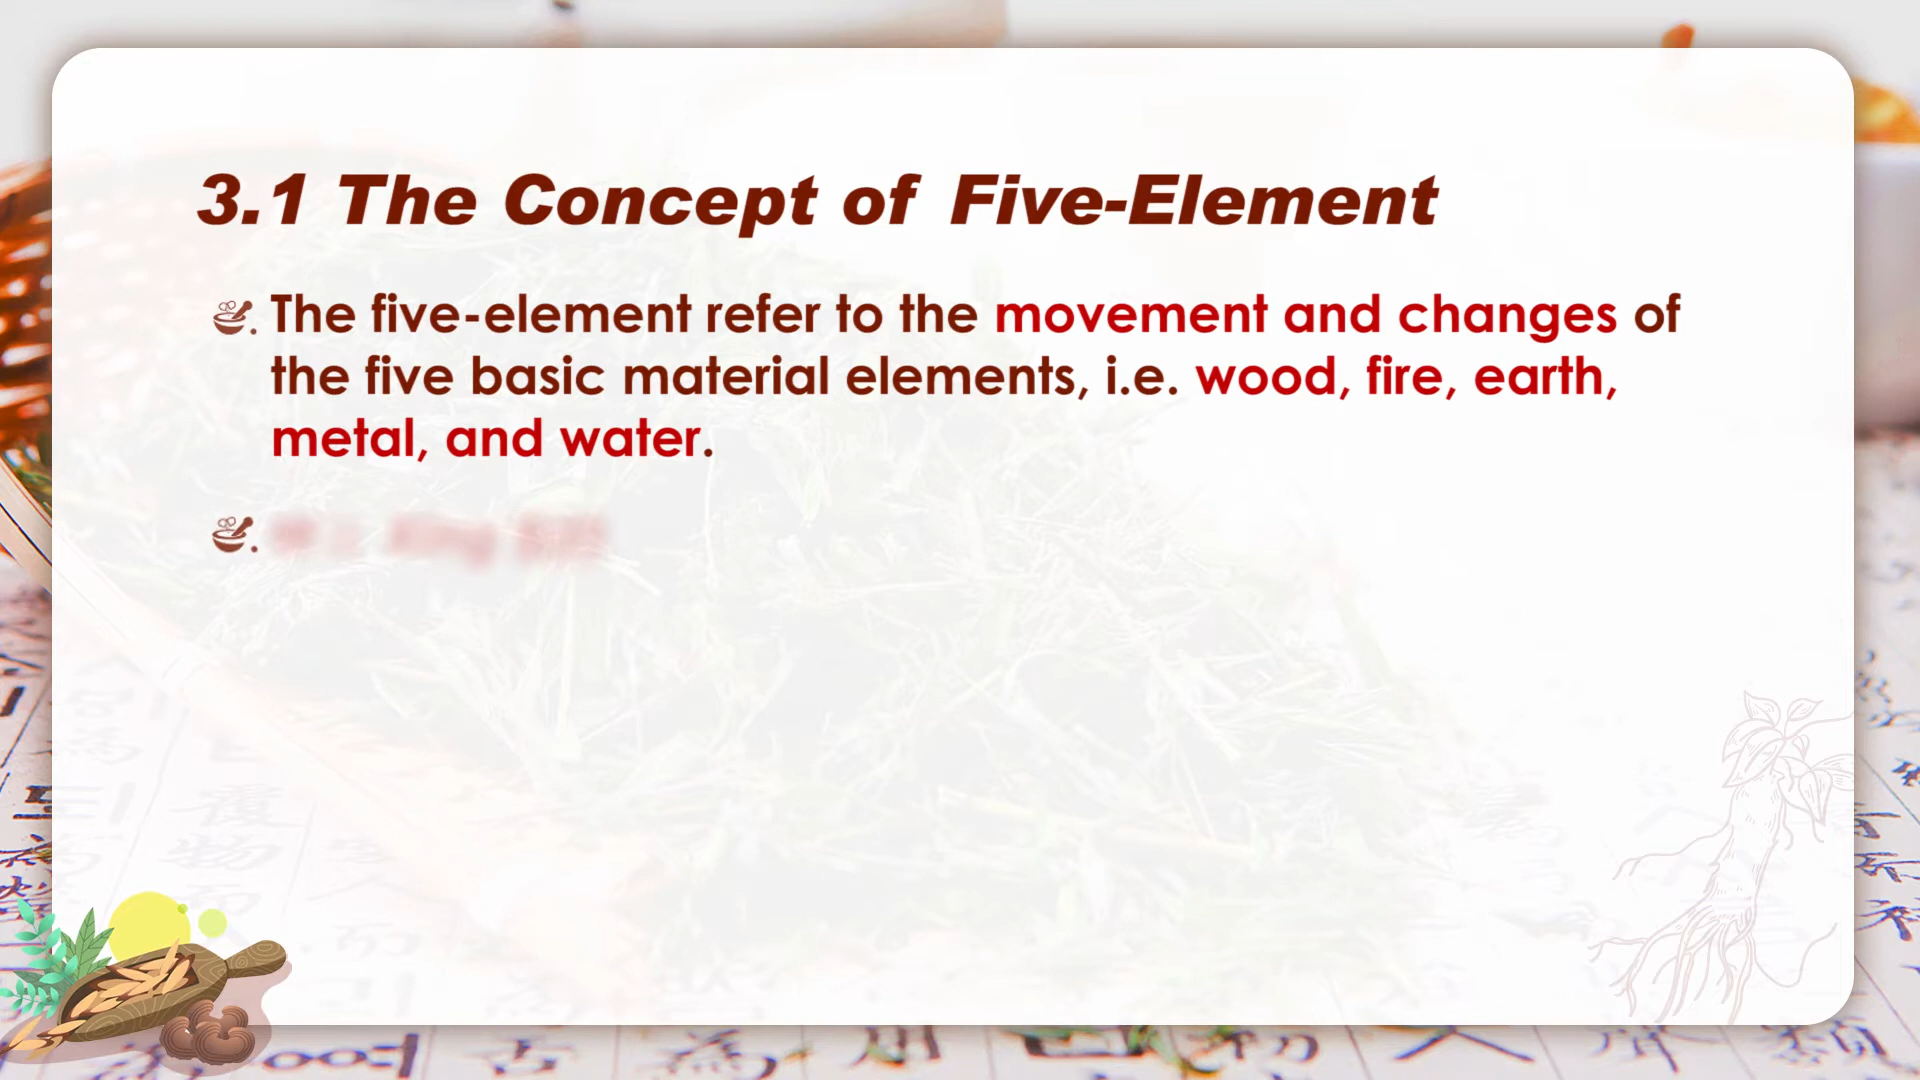 3.1 The Concept of Five-Element
The five-element refer to the movement and changes of
the five basic material elements, i.e. wood, fire, earth,
metal, and water.